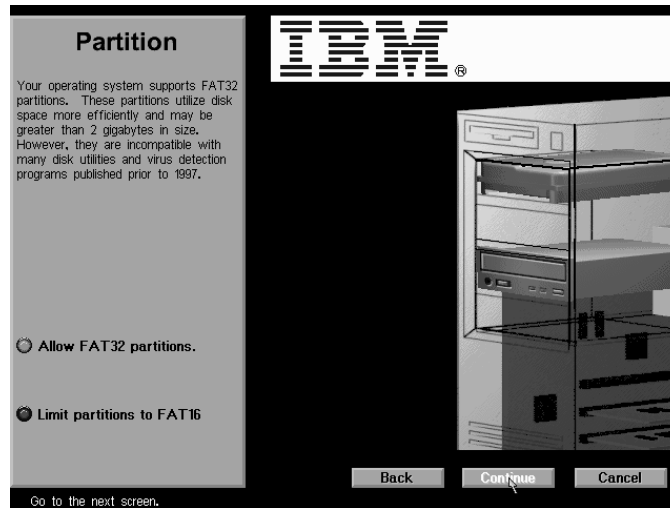 Partition
Your operating system supports FAT32
partitions. These partitions utilize disk
space more efficiently and may be
greater than 2 gigabytes in size.
However, they are incompatible with
many disk utilities and virus detection
programs published prior to 1997.
Allow FAT32 partitions.
Limit partitions to FAT16
IBM®
Back
Continue
Cancel
Go to the next screen.